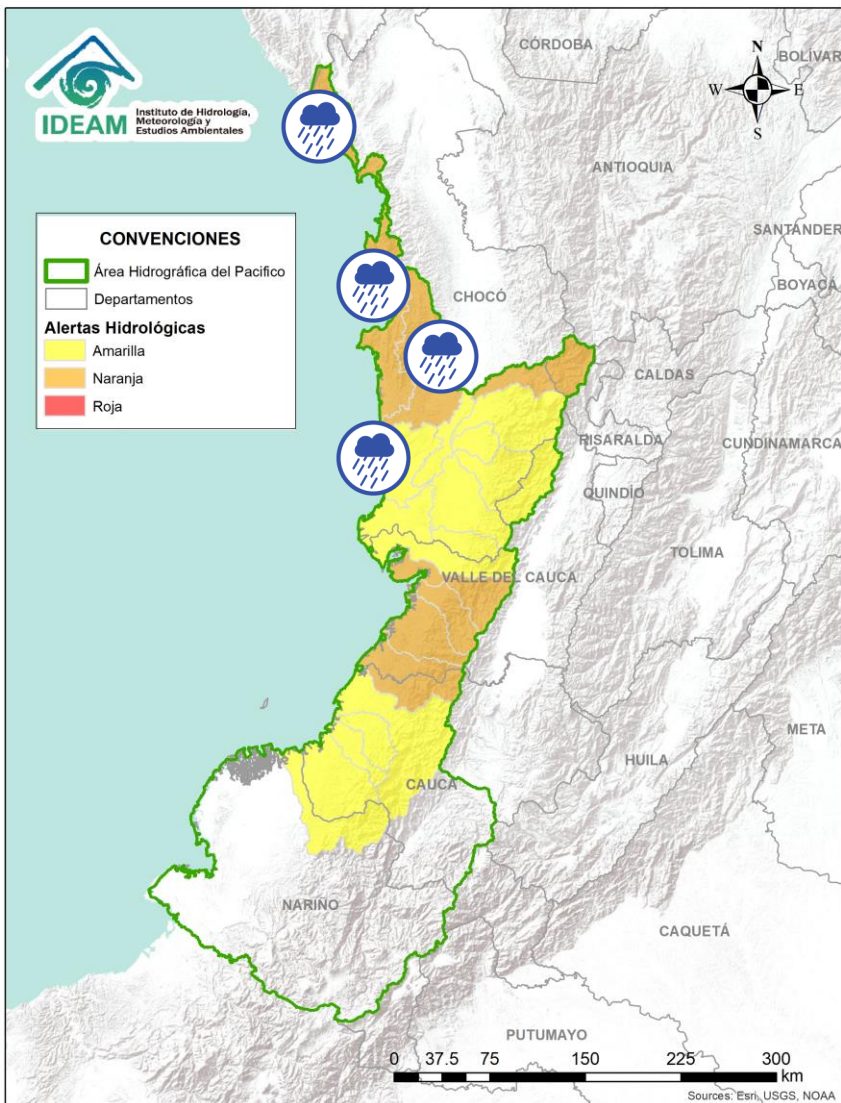 IDEAM
Instituto de Hidrología,
Meteorología y
Estudios Ambientales
CÓRDOBA
BOLÍVAR
N
W
E
S
ANTIOQUIA
SANTANDER
BOYACÁ
CONVENCIONES
Área Hidrográfica del Pacifico
Departamentos
Alertas Hidrológicas
Amarilla
Naranja
Roja
CHOCÓ
CALDAS
RISARALDA
CUNDINAMARCA
QUINDÍO
TOLIMA
VALLE DEL CAUCA
META
HUILA
CAUCA
NARIÑO
CAQUETÁ
PUTUMAYO
0 37.5 75 150 225 300
km
Sources: Esri, USGS, NOAA